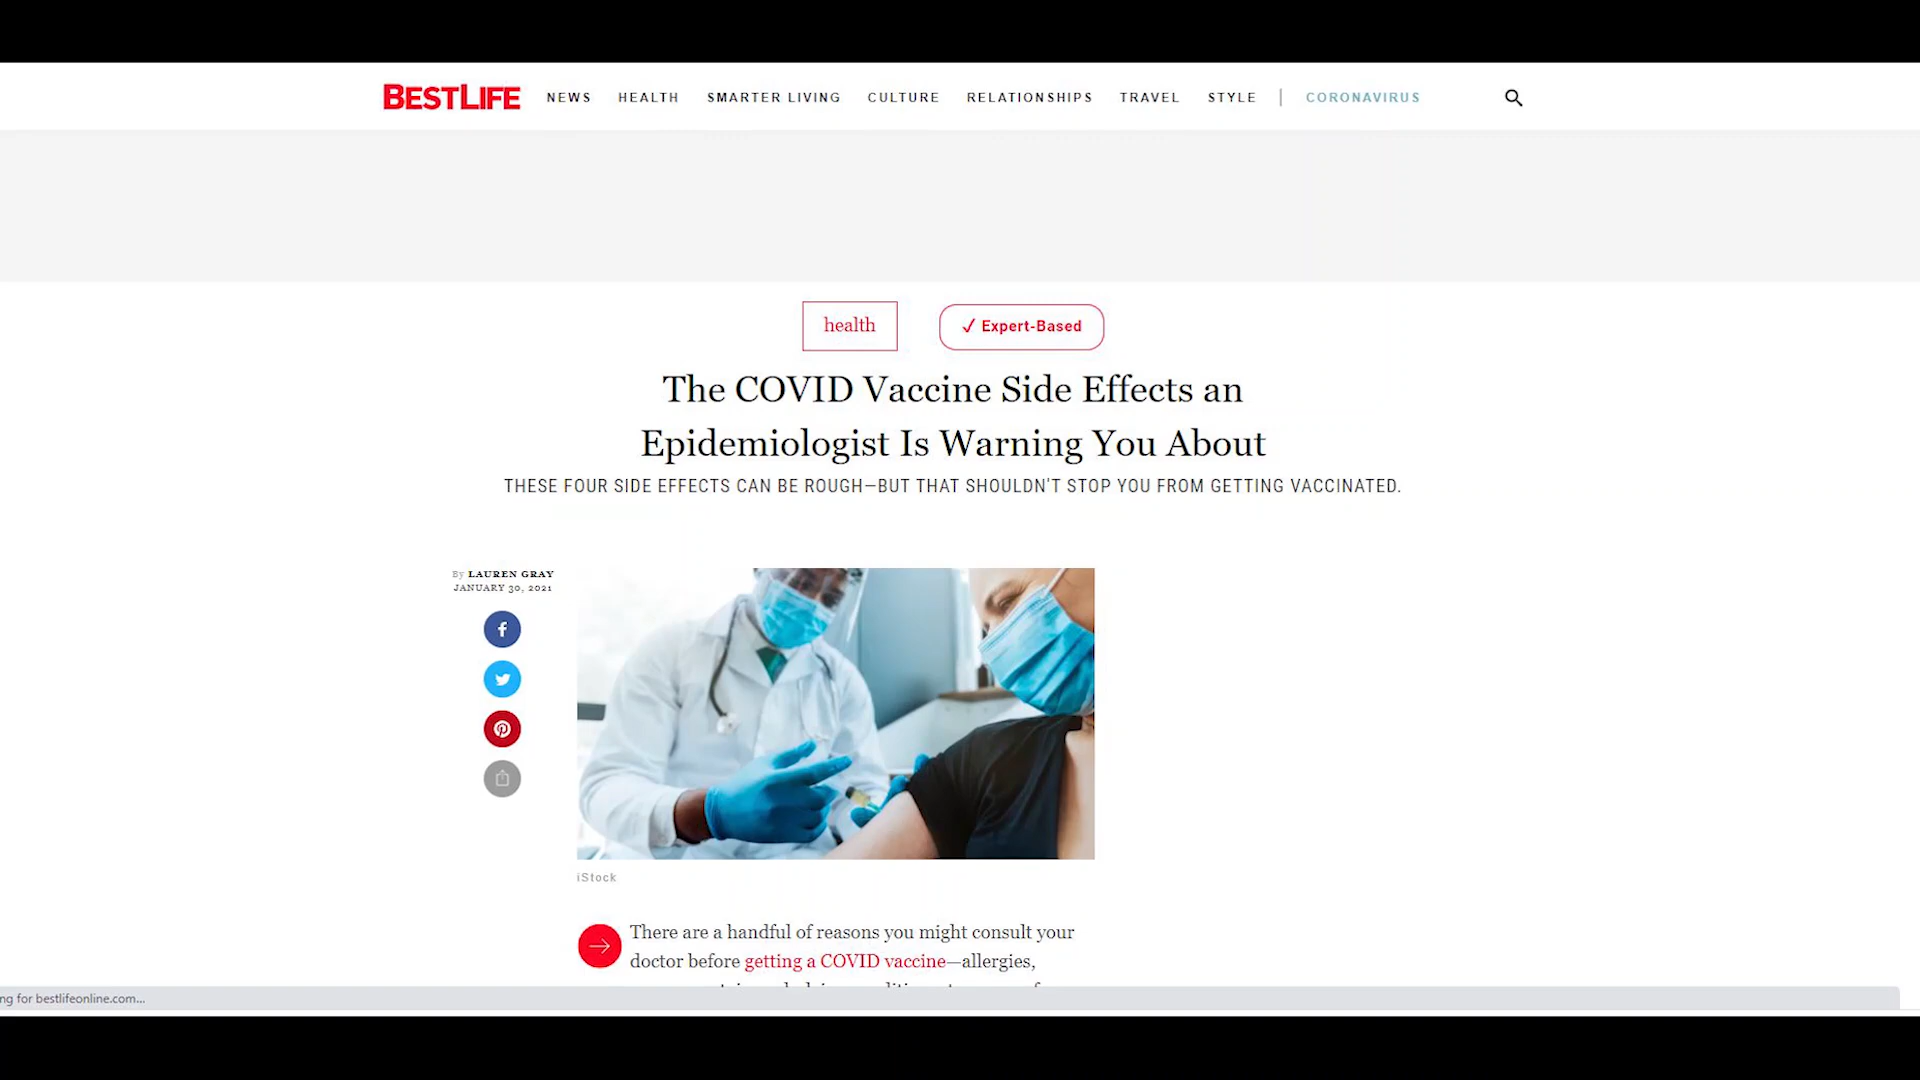 BESTLIFE NEWS HEALTH SMARTER LIVING CULTURE RELATIONSHIPS TRAVEL STYLE | CORONAVIRUS
health ✓ Expert-Based
The COVID Vaccine Side Effects an
Epidemiologist Is Warning You About
THESE FOUR SIDE EFFECTS CAN BE ROUGH—BUT THAT SHOULDN'T STOP YOU FROM GETTING VACCINATED.
By LAUREN GRAY
JANUARY 30, 2021
iStock
There are a handful of reasons you might consult your
doctor before getting a COVID vaccine—allergies,
ng for bestlifeonline.com...